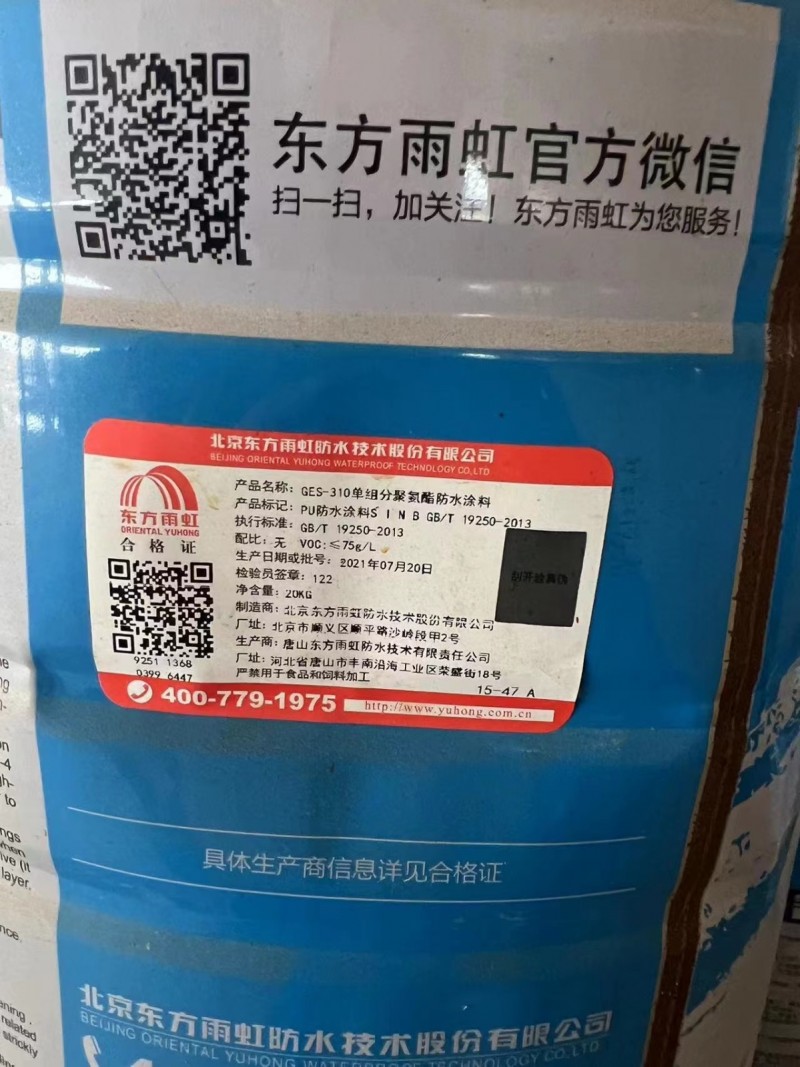 东方雨虹官方微信
扫一扫，加关注！东方雨虹为您服务！
北京东方雨虹防水技术股份有限公司
BEIJING ORIENTAL YUHONG WATERPROOF TECHNOLOGY CO.,LTD
东方雨虹
ORIENTAL YUHONG
合格证
9251 1368
0399 6447
产品名称：GES-310单组分聚氨酯防水涂料
产品标记：PU防水涂料S I N B GB/T 19250-2013
执行标准：GB/T 19250-2013
配比：无 VOC:≤75g/L
生产日期或批号：2021年07月20日
检验员签章：122
净含量：20KG
制造商：北京东方雨虹防水技术股份有限公司
厂址：北京市顺义区顺平路沙岭段甲2号
生产商：唐山东方雨虹防水技术有限责任公司
厂址：河北省唐山市丰南沿海工业区荣盛街18号
严禁用于食品和饲料加工
15-47 A
400-779-1975
http://www.yuhong.com.cn
具体生产商信息详见合格证
北京东方雨虹防水技术股份有限公司
BEIJING ORIENTAL YUHONG WATERPROOF TECHNOLOGY CO.,LTD
on
-4
gh-
to
ngs
when
ive (it
layer.
nce.
ening .
related
strickly